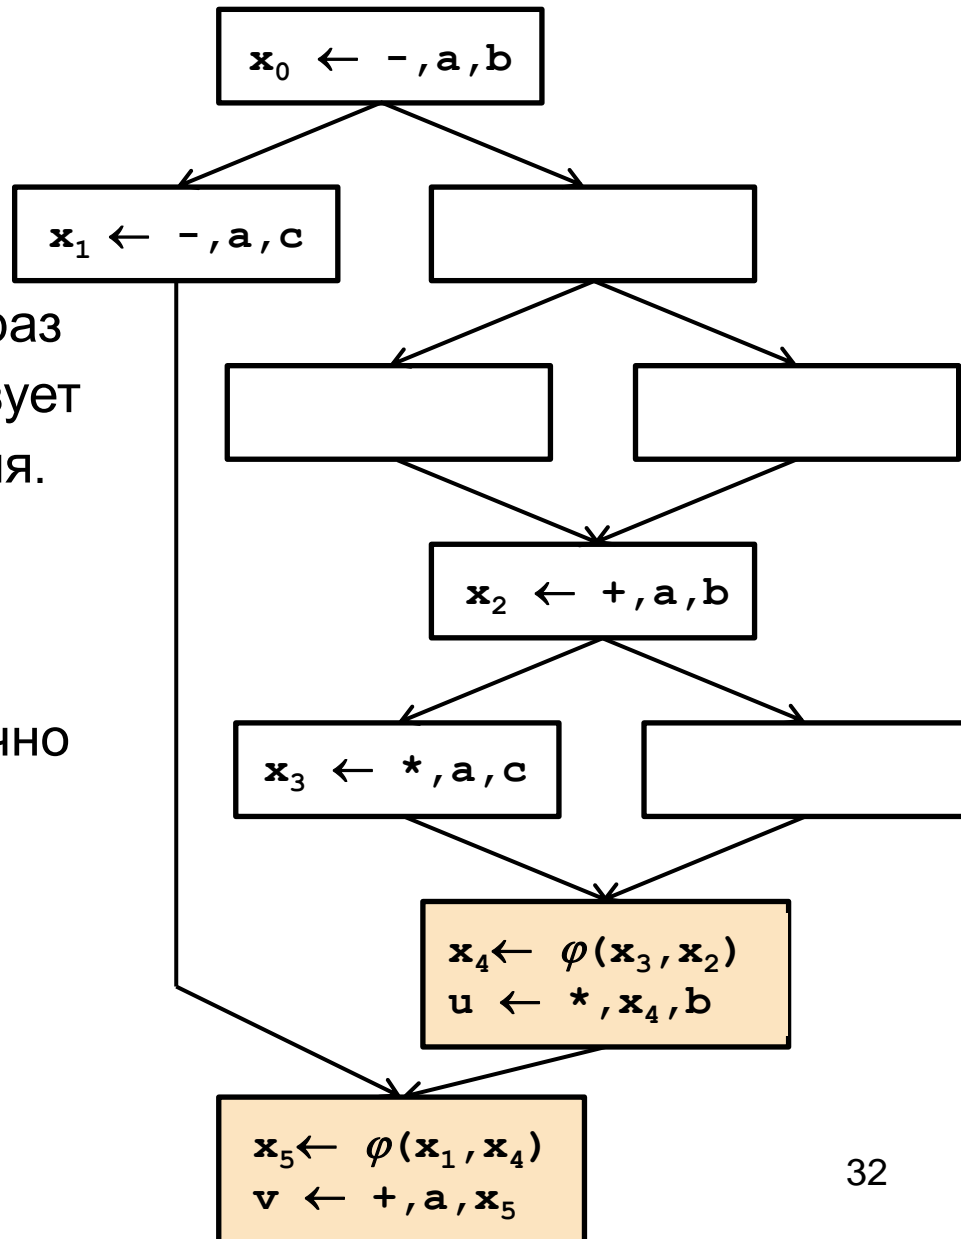 x₀ ← -,a,b
x₁ ← -,a,c
x₂ ← +,a,b
x₃ ← *,a,c
x₄← φ(x₃,x₂)
u ← *,x₄,b
x₅← φ(x₁,x₄)
v ← +,a,x₅
32